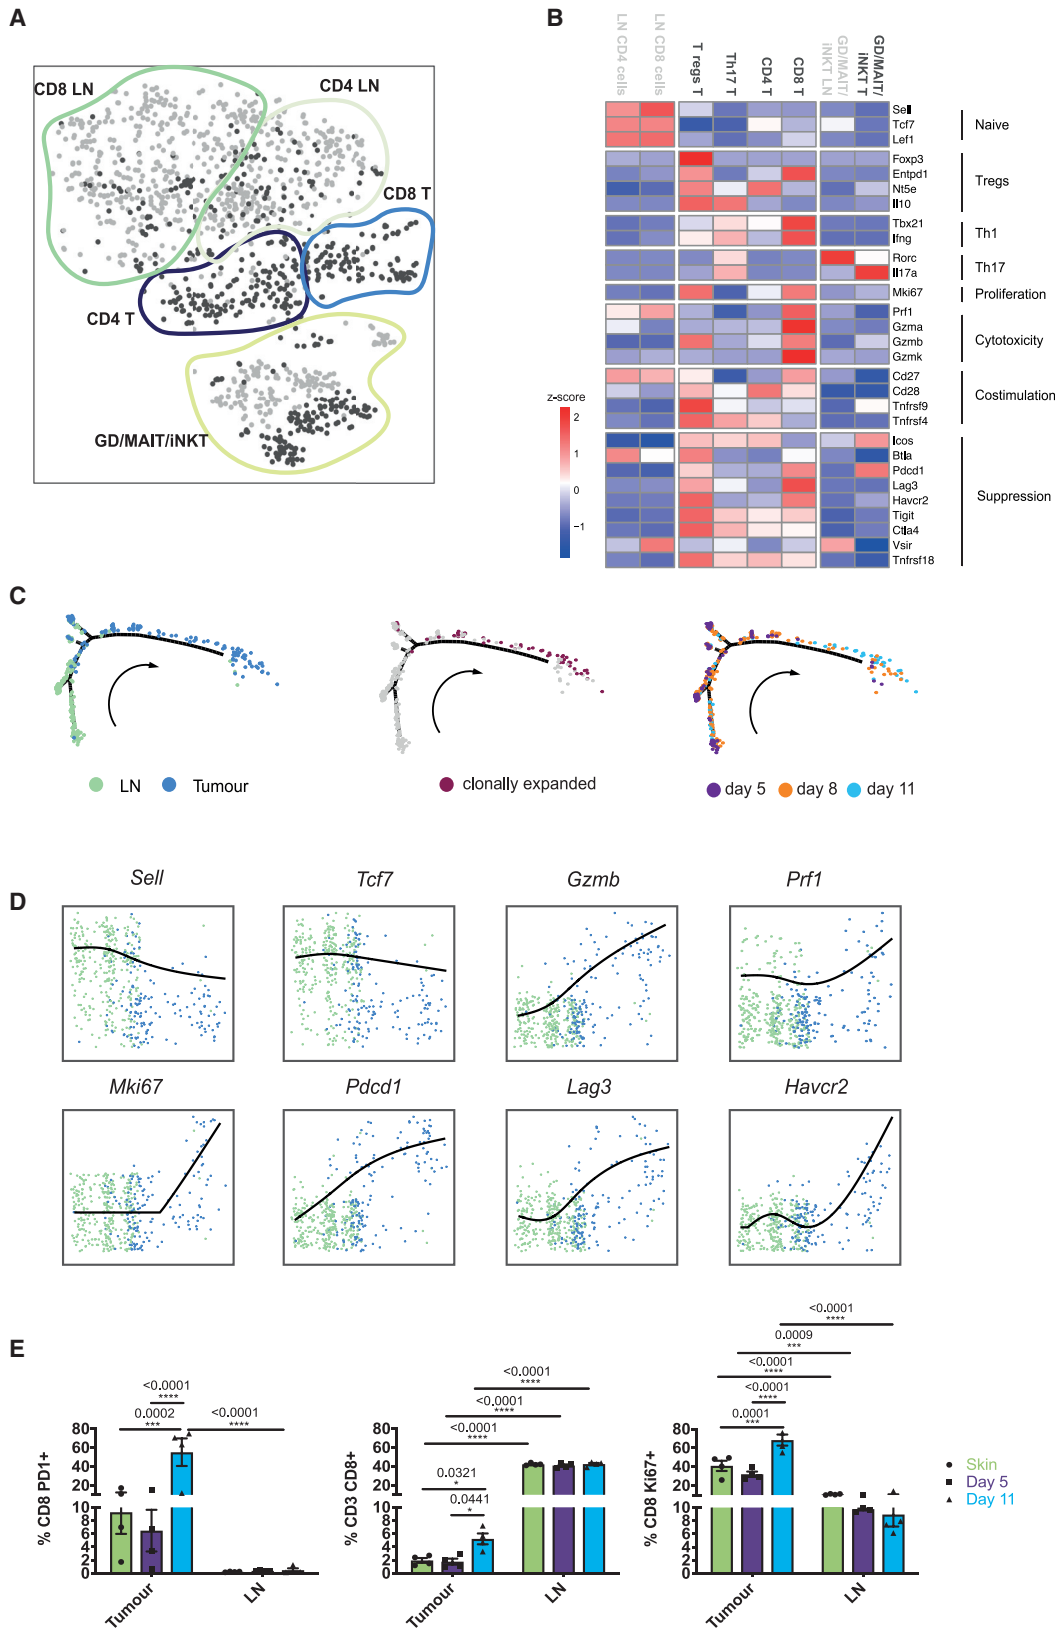 A
CD8 LN
CD4 LN
CD8 T
CD4 T
GD/MAIT/iNKT
B
LN CD4 cells
LN CD8 cells
T regs T
Th17 T
CD4 T
CD8 T
GD/MAIT/
iNKT LN
GD/MAIT/
iNKT T
Sell
Tcf7
Lef1
Naive
Foxp3
Entpd1
Nt5e
Il10
Tregs
Tbx21
Ifng
Th1
Rorc
Il17a
Th17
Mki67
Proliferation
Prf1
Gzma
Gzmb
Gzmk
Cytotoxicity
Cd27
Cd28
Tnfrsf9
Tnfrsf4
Costimulation
Icos
Btla
Pdcd1
Lag3
Havcr2
Tigit
Ctla4
Vsir
Tnfrsf18
Suppression
z-score
2
1
0
−1
C
LN
Tumour
clonally expanded
day 5
day 8
day 11
D
Sell
Tcf7
Gzmb
Prf1
Mki67
Pdcd1
Lag3
Havcr2
E
% CD8 PD1+
80
60
40
20
10
8
6
4
2
0
<0.0001
****
0.0002
***
<0.0001
****
Tumour
LN
% CD3 CD8+
80
60
40
20
10
8
6
4
2
0
<0.0001
****
<0.0001
****
<0.0001
****
0.0321
*
0.0441
*
Tumour
LN
% CD8 Ki67+
80
60
40
20
10
8
6
4
2
0
<0.0001
****
0.0009
***
<0.0001
****
<0.0001
****
0.0001
***
Tumour
LN
Skin
Day 5
Day 11